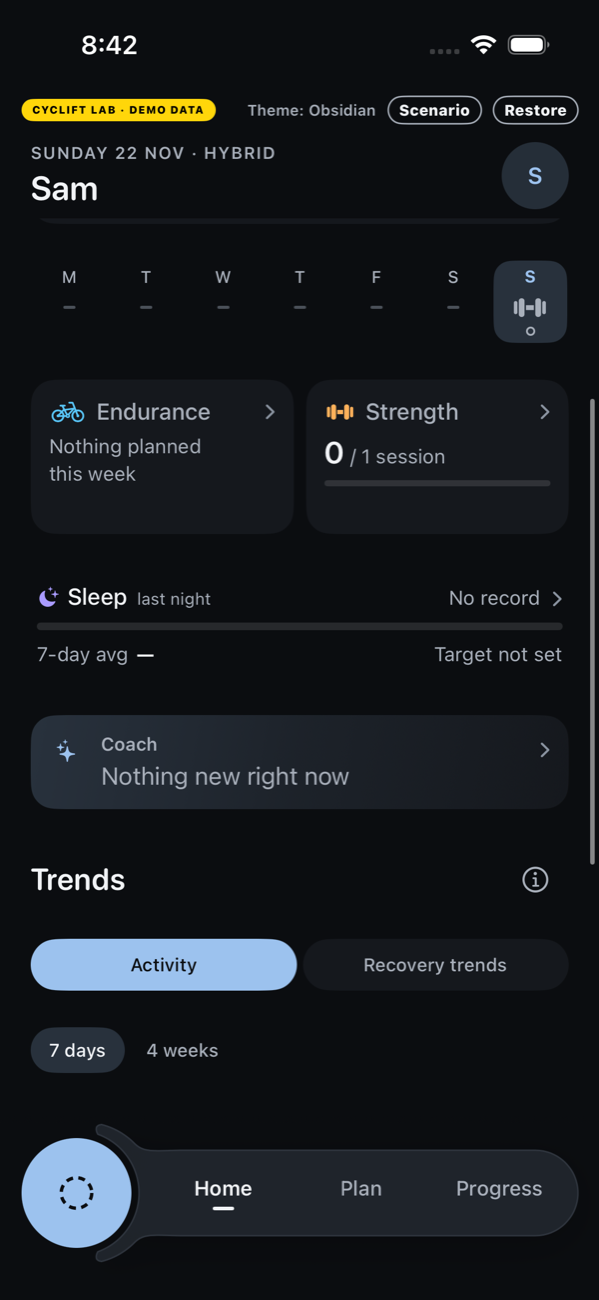 8:42
CYCLIFT LAB · DEMO DATA
Theme: Obsidian
Scenario
Restore
SUNDAY 22 NOV · HYBRID
Sam
S
M T W T F S S
Endurance
Nothing planned
this week
Strength
0 / 1 session
Sleep last night
No record
7-day avg —
Target not set
Coach
Nothing new right now
Trends
Activity
Recovery trends
7 days
4 weeks
Home
Plan
Progress